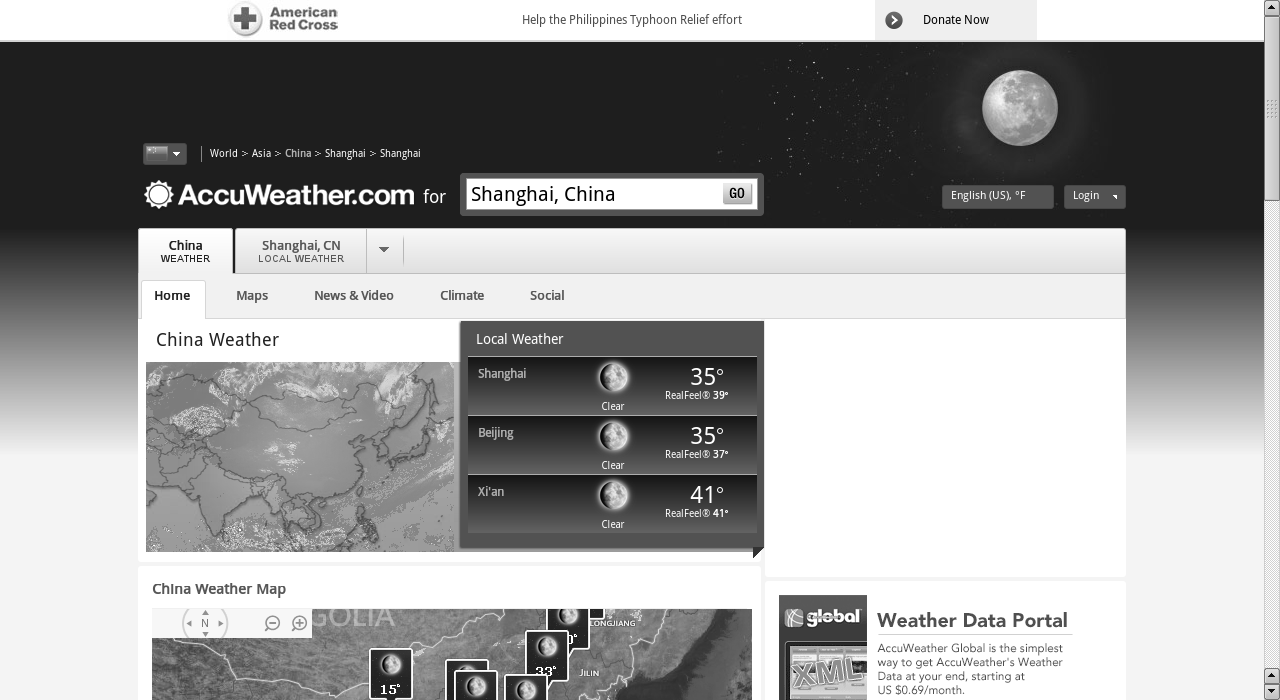 American
Red Cross
Help the Philippines Typhoon Relief effort
Donate Now
World > Asia > China > Shanghai > Shanghai
AccuWeather.com for
Shanghai, China
GO
English (US), °F
Login
China
WEATHER
Shanghai, CN
LOCAL WEATHER
Home
Maps
News & Video
Climate
Social
China Weather
Local Weather
Shanghai
35°
RealFeel® 39°
Clear
Beijing
35°
RealFeel® 37°
Clear
Xi'an
41°
RealFeel® 41°
Clear
China Weather Map
N
GOLIA
LONGJIANG
JILIN
33°
15°
global
XML
Weather Data Portal
AccuWeather Global is the simplest
way to get AccuWeather's Weather
Data at your end, starting at
US $0.69/month.